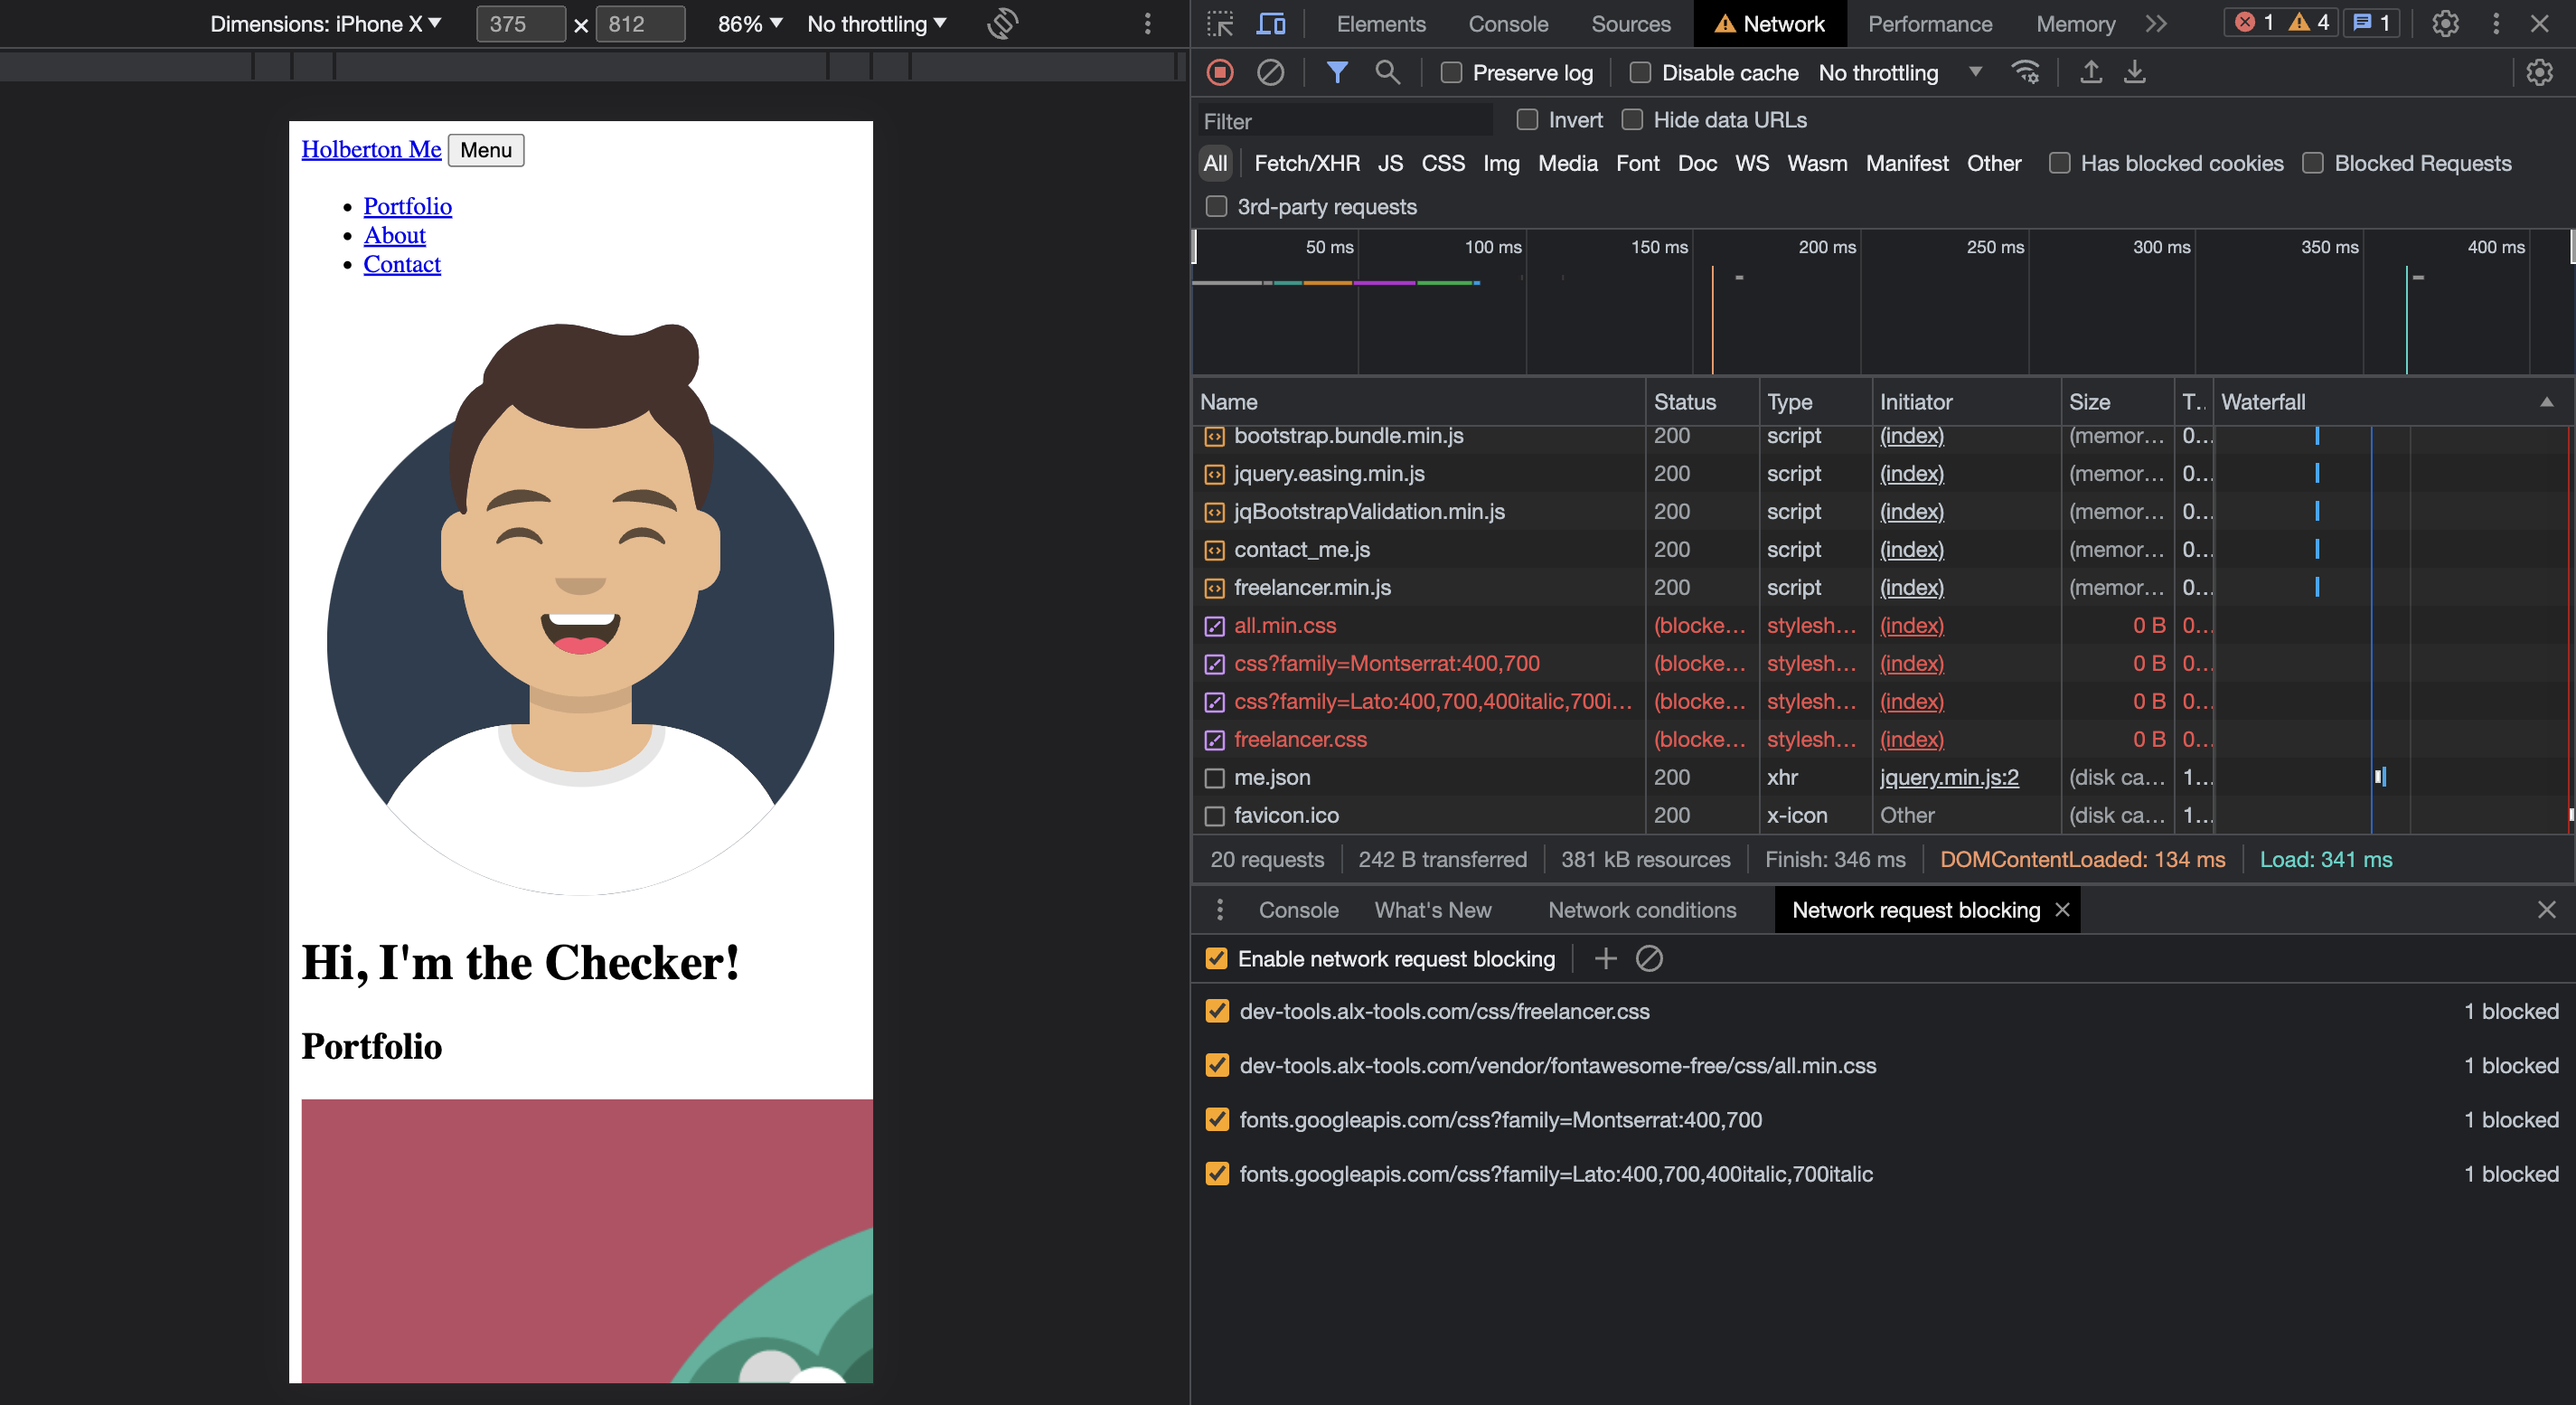 Dimensions: iPhone X 375 × 812 86% No throttling
Elements Console Sources Network Performance Memory 1 4 1
Preserve log Disable cache No throttling
Filter Invert Hide data URLs
All Fetch/XHR JS CSS Img Media Font Doc WS Wasm Manifest Other Has blocked cookies Blocked Requests
3rd-party requests
50 ms 100 ms 150 ms 200 ms 250 ms 300 ms 350 ms 400 ms
Name Status Type Initiator Size T.. Waterfall
bootstrap.bundle.min.js 200 script (index) (memor... 0...
jquery.easing.min.js 200 script (index) (memor... 0...
jqBootstrapValidation.min.js 200 script (index) (memor... 0...
contact_me.js 200 script (index) (memor... 0...
freelancer.min.js 200 script (index) (memor... 0...
all.min.css (blocke... stylesh... (index) 0 B 0...
css?family=Montserrat:400,700 (blocke... stylesh... (index) 0 B 0...
css?family=Lato:400,700,400italic,700i... (blocke... stylesh... (index) 0 B 0...
freelancer.css (blocke... stylesh... (index) 0 B 0...
me.json 200 xhr jquery.min.js:2 (disk ca... 1...
favicon.ico 200 x-icon Other (disk ca... 1...
20 requests 242 B transferred 381 kB resources Finish: 346 ms DOMContentLoaded: 134 ms Load: 341 ms
Console What's New Network conditions Network request blocking
Enable network request blocking
dev-tools.alx-tools.com/css/freelancer.css 1 blocked
dev-tools.alx-tools.com/vendor/fontawesome-free/css/all.min.css 1 blocked
fonts.googleapis.com/css?family=Montserrat:400,700 1 blocked
fonts.googleapis.com/css?family=Lato:400,700,400italic,700italic 1 blocked
Holberton Me Menu
Portfolio
About
Contact
Hi, I'm the Checker!
Portfolio